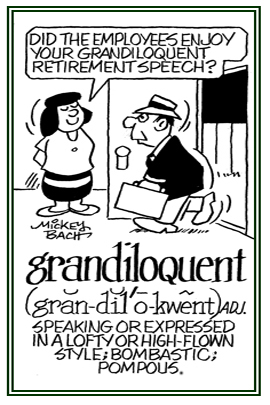 DID THE EMPLOYEES ENJOY
YOUR GRANDILOQUENT
RETIREMENT SPEECH?
MICKEY
BACH
grandiloquent
(grăn-dĭl′ō-kwĕnt) ADJ.
SPEAKING OR EXPRESSED
IN A LOFTY OR HIGH-FLOWN
STYLE; BOMBASTIC;
POMPOUS.